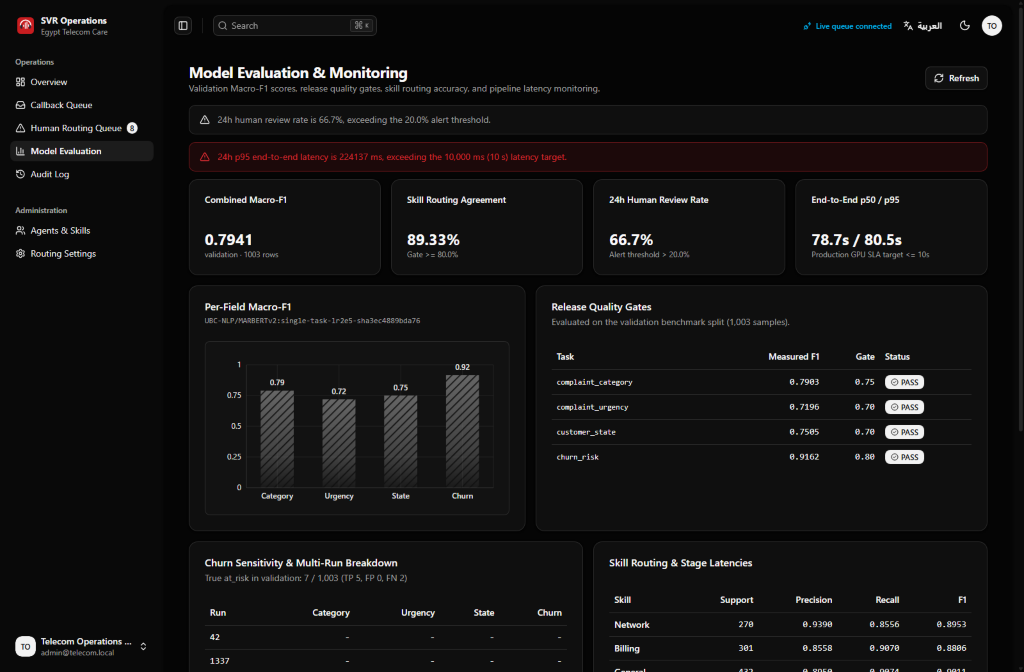 SVR Operations
Egypt Telecom Care
Operations
Overview
Callback Queue
Human Routing Queue 8
Model Evaluation
Audit Log
Administration
Agents & Skills
Routing Settings
TO
Telecom Operations ...
admin@telecom.local
Search ⌘ K
Live queue connected
العربية
TO
Model Evaluation & Monitoring
Validation Macro-F1 scores, release quality gates, skill routing accuracy, and pipeline latency monitoring.
Refresh
24h human review rate is 66.7%, exceeding the 20.0% alert threshold.
24h p95 end-to-end latency is 224137 ms, exceeding the 10,000 ms (10 s) latency target.
Combined Macro-F1
0.7941
validation · 1003 rows
Skill Routing Agreement
89.33%
Gate >= 80.0%
24h Human Review Rate
66.7%
Alert threshold > 20.0%
End-to-End p50 / p95
78.7s / 80.5s
Production GPU SLA target <= 10s
Per-Field Macro-F1
UBC-NLP/MARBERTv2:single-task-lr2e5-sha3ec4889bda76
1
0.75
0.5
0.25
0
0.79
0.72
0.75
0.92
Category Urgency State Churn
Release Quality Gates
Evaluated on the validation benchmark split (1,003 samples).
Task Measured F1 Gate Status
complaint_category 0.7903 0.75 PASS
complaint_urgency 0.7196 0.70 PASS
customer_state 0.7505 0.70 PASS
churn_risk 0.9162 0.80 PASS
Churn Sensitivity & Multi-Run Breakdown
True at_risk in validation: 7 / 1,003 (TP 5, FP 0, FN 2)
Run Category Urgency State Churn
42 - - - -
1337 - - - -
Skill Routing & Stage Latencies
Skill Support Precision Recall F1
Network 270 0.9390 0.8556 0.8953
Billing 301 0.8558 0.9070 0.8806
General 432